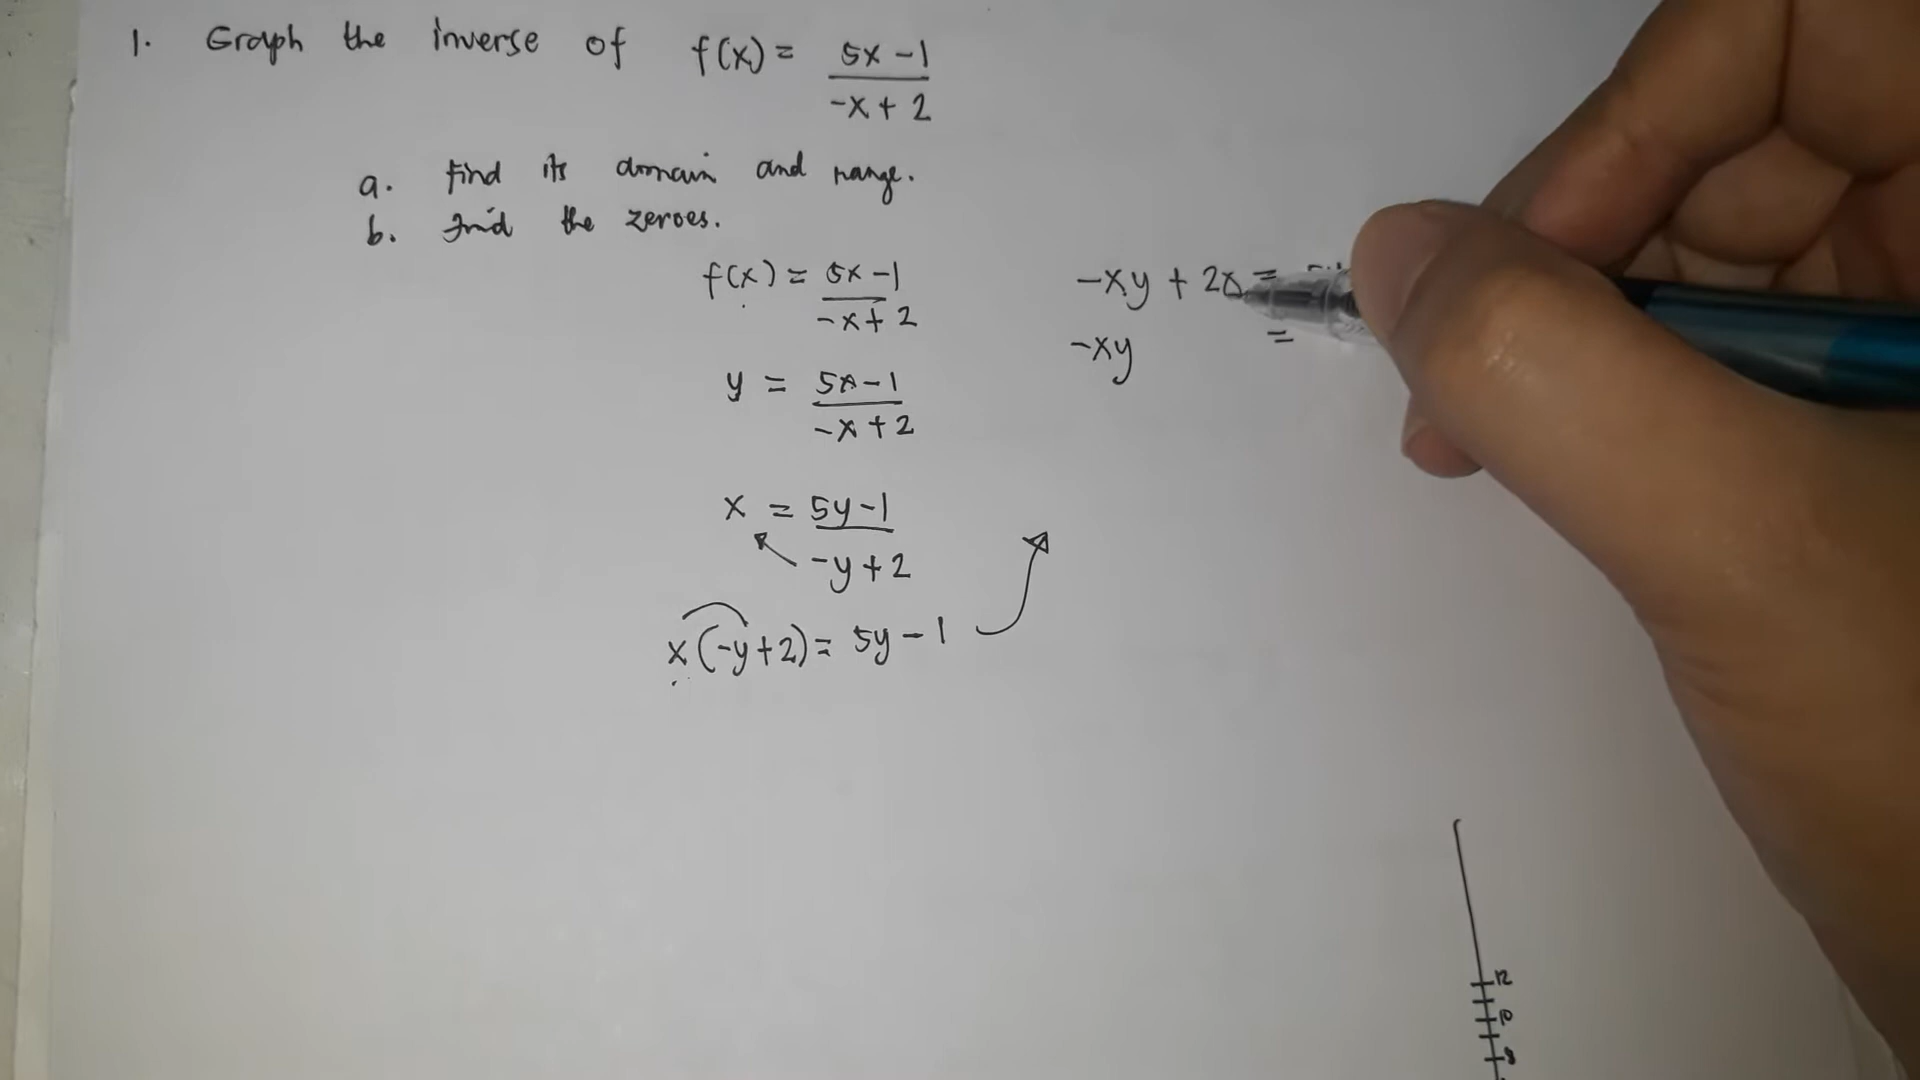 1. Graph the inverse of f(x) = 5x - 1
-x + 2
a. find its domain and range.
b. find the zeroes.
f(x) = 5x - 1
-x + 2
y = 5x - 1
-x + 2
x = 5y - 1
-y + 2
x(-y + 2) = 5y - 1
-xy + 2x =
-xy =
12
10
8